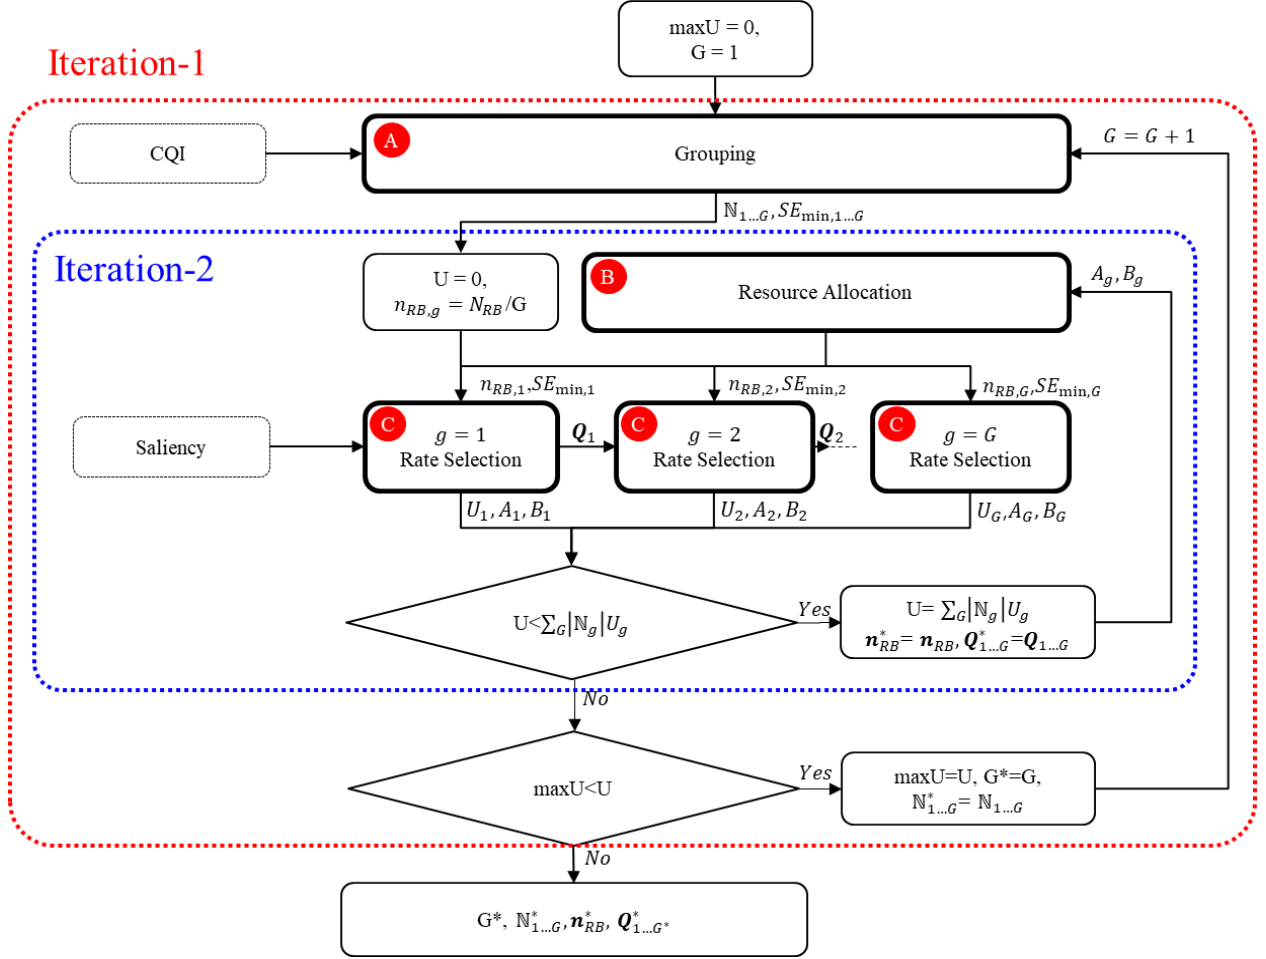 maxU = 0,
G = 1
Iteration-1
A
Grouping
CQI
G = G + 1
ℕ1…G, SEmin,1…G
Iteration-2
U = 0,
nRB,g = NRB/G
B
Resource Allocation
Ag, Bg
nRB,1, SEmin,1
nRB,2, SEmin,2
nRB,G, SEmin,G
Saliency
C
g = 1
Rate Selection
Q1
C
g = 2
Rate Selection
Q2
C
g = G
Rate Selection
U1, A1, B1
U2, A2, B2
UG, AG, BG
U<∑G|ℕg|Ug
Yes
U= ∑G|ℕg|Ug
n*RB= nRB, Q*1…G=Q1…G
No
maxU<U
Yes
maxU=U, G*=G,
ℕ*1…G= ℕ1…G
No
G*, ℕ*1…G, n*RB, Q*1…G*